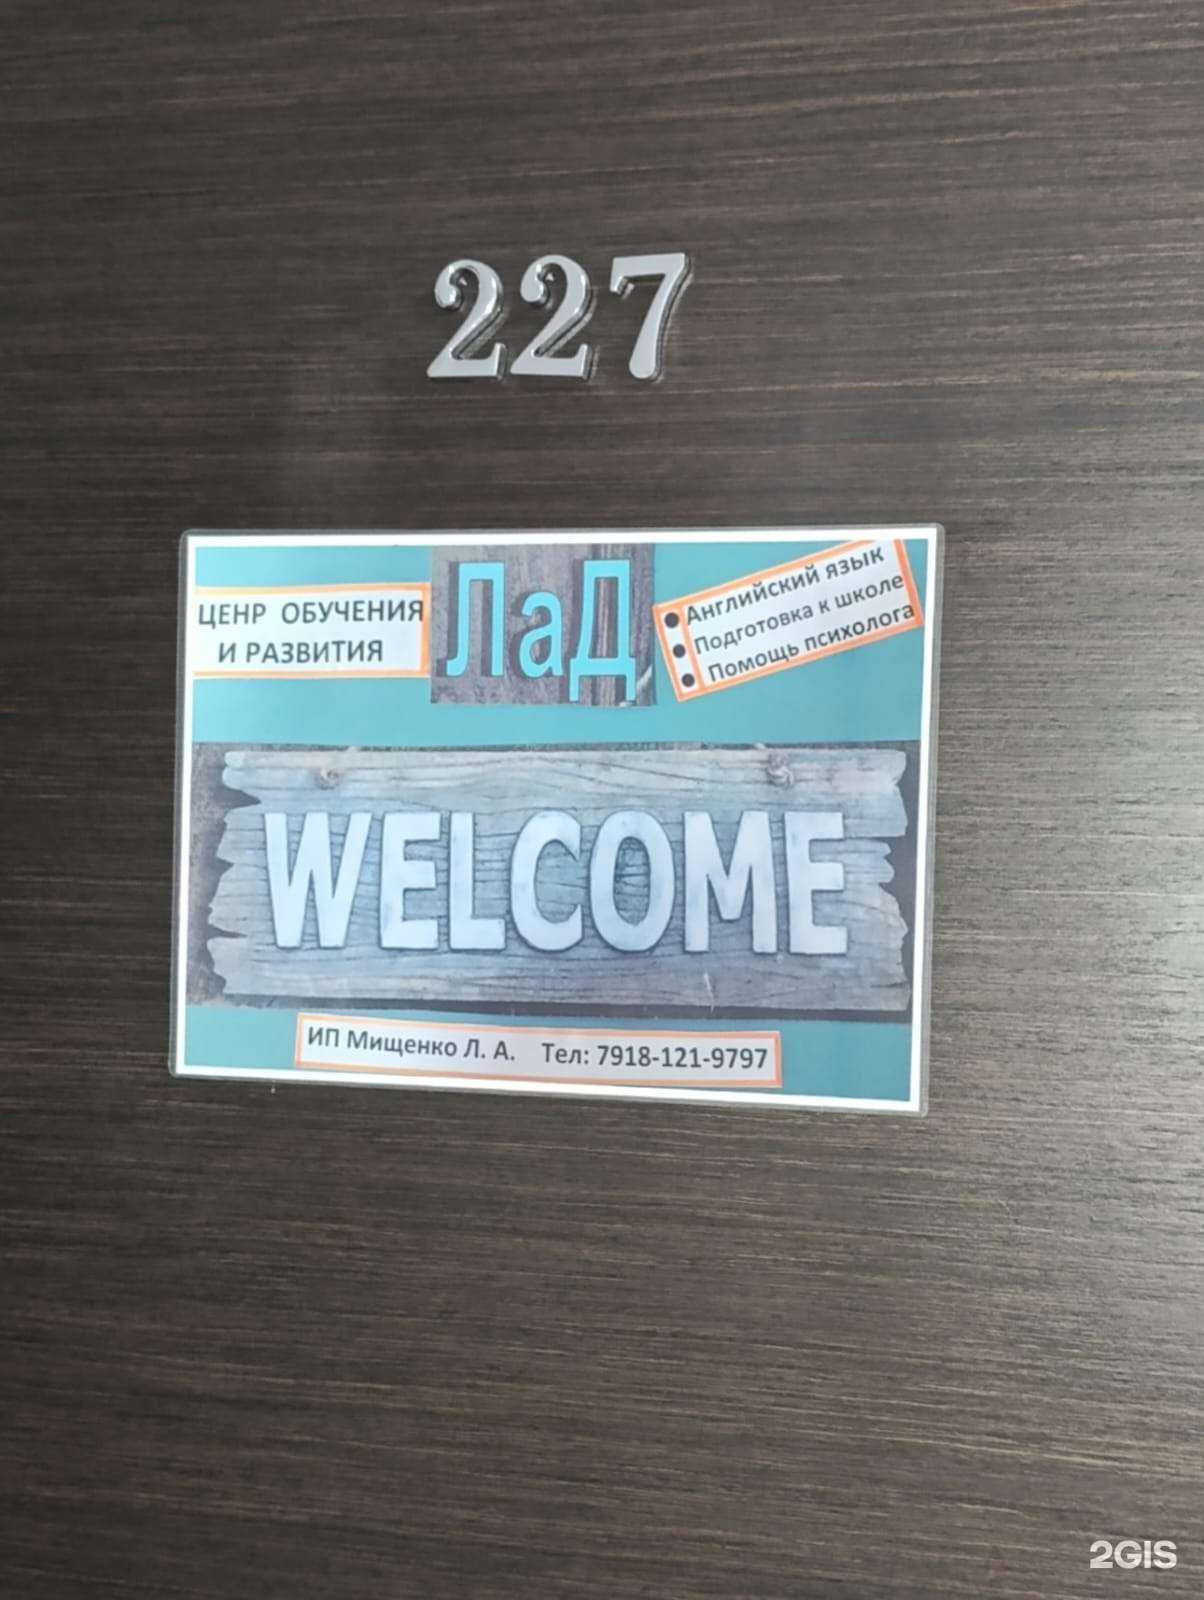 227
ЦЕНР ОБУЧЕНИЯ
И РАЗВИТИЯ
ЛаД
• Английский язык
• Подготовка к школе
• Помощь психолога
WELCOME
ИП Мищенко Л. А. Тел: 7918-121-9797
2GIS